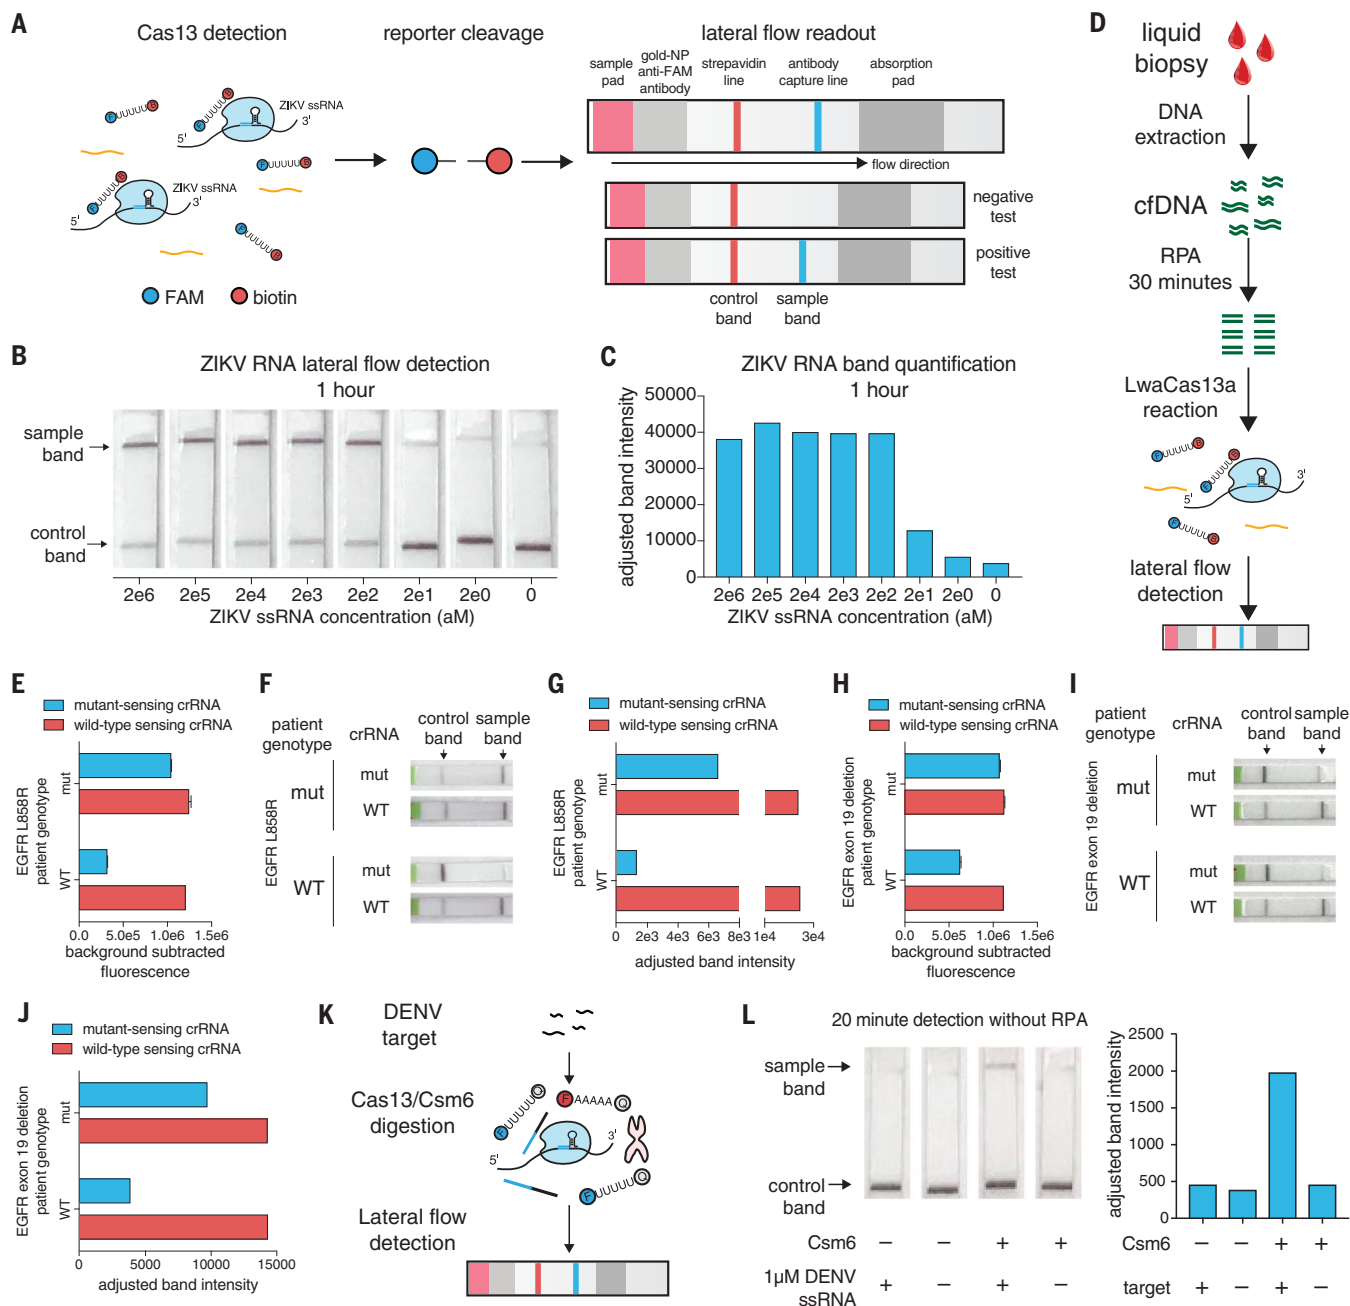 A
Cas13 detection
reporter cleavage
lateral flow readout
sample pad
gold-NP anti-FAM antibody
strepavidin line
antibody capture line
absorption pad
ZIKV ssRNA
5'
3'
F UUUUU B
F UUUUU B
F UUUUU B
ZIKV ssRNA
5'
3'
F UUUUU B
F UUUUU B
FAM
biotin
flow direction
negative test
positive test
control band
sample band
B
ZIKV RNA lateral flow detection
1 hour
sample band
control band
2e6 2e5 2e4 2e3 2e2 2e1 2e0 0
ZIKV ssRNA concentration (aM)
C
ZIKV RNA band quantification
1 hour
adjusted band intensity
50000
40000
30000
20000
10000
0
2e6 2e5 2e4 2e3 2e2 2e1 2e0 0
ZIKV ssRNA concentration (aM)
D
liquid biopsy
DNA extraction
cfDNA
RPA
30 minutes
LwaCas13a reaction
F UUUUU B
F UUUUU B
5'
3'
F UUUUU B
lateral flow detection
E
mutant-sensing crRNA
wild-type sensing crRNA
EGFR L858R patient genotype
mut
WT
0.0 5.0e5 1.0e6 1.5e6
background subtracted fluorescence
F
patient genotype
crRNA
control band
sample band
EGFR L858R
mut
mut
WT
WT
mut
WT
G
mutant-sensing crRNA
wild-type sensing crRNA
EGFR L858R patient genotype
mut
WT
0 2e3 4e3 6e3 8e3 1e4 3e4
adjusted band intensity
H
mutant-sensing crRNA
wild-type sensing crRNA
EGFR exon 19 deletion patient genotype
mut
WT
0.0 5.0e5 1.0e6 1.5e6
background subtracted fluorescence
I
patient genotype
crRNA
control band
sample band
EGFR exon 19 deletion
mut
mut
WT
WT
mut
WT
J
mutant-sensing crRNA
wild-type sensing crRNA
EGFR exon 19 deletion patient genotype
mut
WT
0 5000 10000 15000
adjusted band intensity
K
DENV target
Cas13/Csm6 digestion
F UUUUU Q
F AAAAA Q
5'
3'
F UUUUU Q
Lateral flow detection
L
20 minute detection without RPA
sample band
control band
Csm6 − − + +
1μM DENV ssRNA + − + −
adjusted band intensity
2500
2000
1500
1000
500
0
Csm6 − − + +
target + − + −